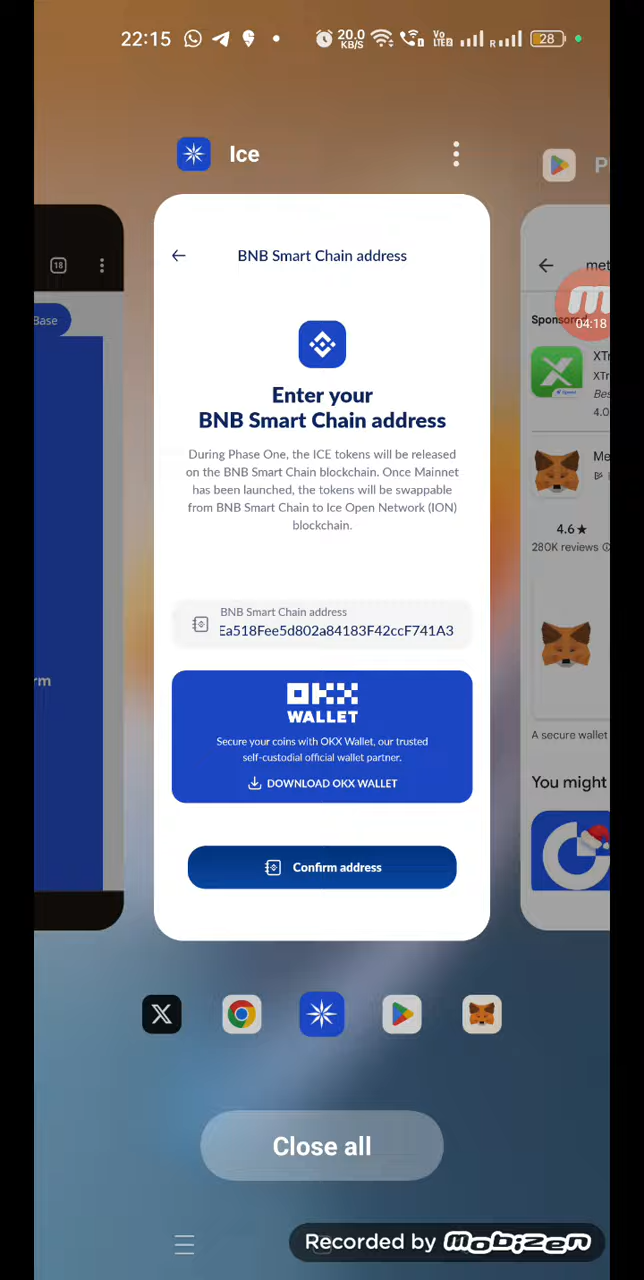 22:15
20.0
KB/S
Vo
LTE2
R
28
Ice
P
18
BNB Smart Chain address
met
Base
Sponso
04:18
Enter your
BNB Smart Chain address
XTr
XTr
Bes
4.0
During Phase One, the ICE tokens will be released
on the BNB Smart Chain blockchain. Once Mainnet
has been launched, the tokens will be swappable
from BNB Smart Chain to Ice Open Network (ION)
blockchain.
Me
4.6★
280K reviews
BNB Smart Chain address
Ea518Fee5d802a84183F42ccF741A3
rm
OKX
WALLET
Secure your coins with OKX Wallet, our trusted
self-custodial official wallet partner.
DOWNLOAD OKX WALLET
A secure wallet
You might
Confirm address
Close all
Recorded by mobizen